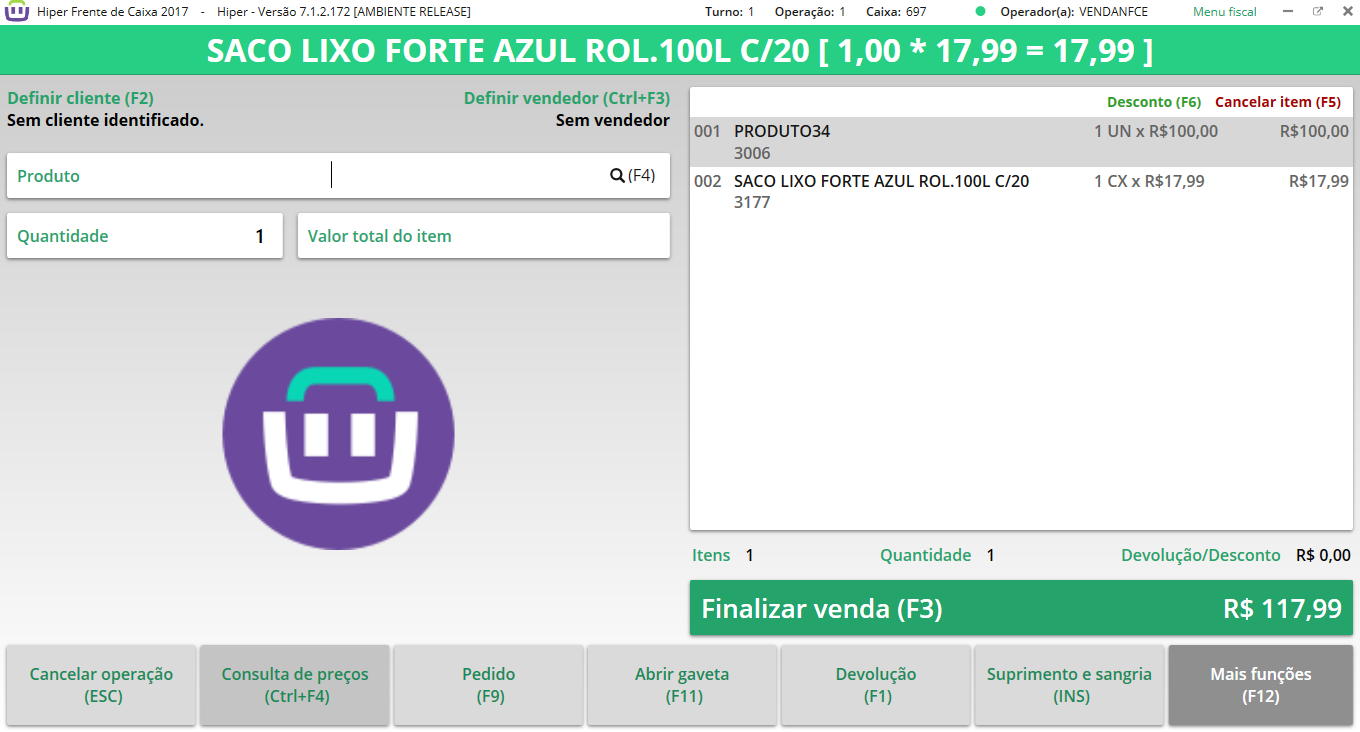 Hiper Frente de Caixa 2017 - Hiper - Versão 7.1.2.172 [AMBIENTE RELEASE] Turno: 1 Operação: 1 Caixa: 697 Operador(a): VENDANFCE Menu fiscal
SACO LIXO FORTE AZUL ROL.100L C/20 [ 1,00 * 17,99 = 17,99 ]
Definir cliente (F2) Definir vendedor (Ctrl+F3)
Sem cliente identificado. Sem vendedor
Produto (F4)
Quantidade 1 Valor total do item
Desconto (F6) Cancelar item (F5)
001 PRODUTO34 1 UN x R$100,00 R$100,00
3006
002 SACO LIXO FORTE AZUL ROL.100L C/20 1 CX x R$17,99 R$17,99
3177
Itens 1 Quantidade 1 Devolução/Desconto R$ 0,00
Finalizar venda (F3) R$ 117,99
Cancelar operação
(ESC)
Consulta de preços
(Ctrl+F4)
Pedido
(F9)
Abrir gaveta
(F11)
Devolução
(F1)
Suprimento e sangria
(INS)
Mais funções
(F12)